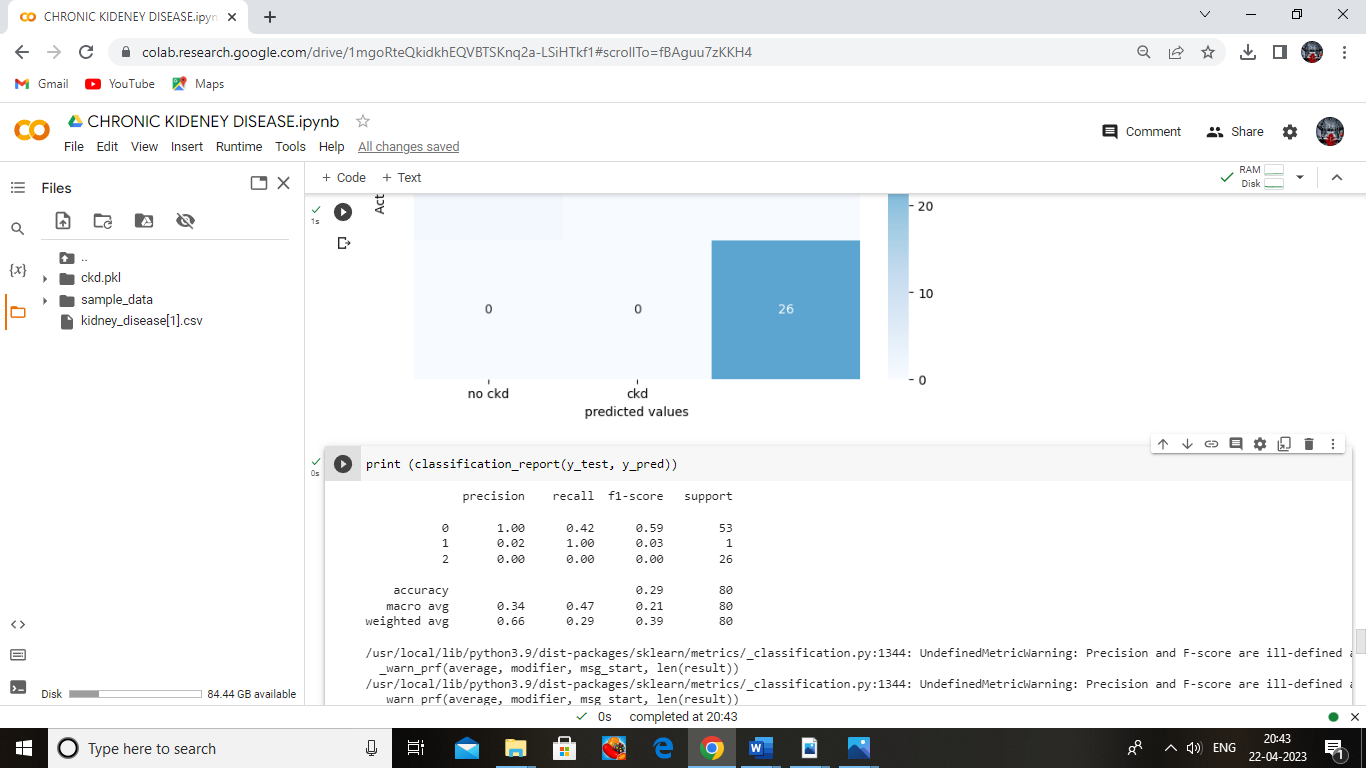 CHRONIC KIDENEY DISEASE.ipyn
colab.research.google.com/drive/1mgoRteQkidkhEQVBTSKnq2a-LSiHTkf1#scrollTo=fBAguu7zKKH4
Gmail YouTube Maps
CHRONIC KIDENEY DISEASE.ipynb
Comment Share
File Edit View Insert Runtime Tools Help All changes saved
Files
+ Code + Text
RAM
Disk
..
ckd.pkl
sample_data
kidney_disease[1].csv
{x}
1s
Act
20
10
0
0 0 26
no ckd ckd
predicted values
0s
print (classification_report(y_test, y_pred))
precision recall f1-score support
0 1.00 0.42 0.59 53
1 0.02 1.00 0.03 1
2 0.00 0.00 0.00 26
accuracy 0.29 80
macro avg 0.34 0.47 0.21 80
weighted avg 0.66 0.29 0.39 80
/usr/local/lib/python3.9/dist-packages/sklearn/metrics/_classification.py:1344: UndefinedMetricWarning: Precision and F-score are ill-defined a
_warn_prf(average, modifier, msg_start, len(result))
/usr/local/lib/python3.9/dist-packages/sklearn/metrics/_classification.py:1344: UndefinedMetricWarning: Precision and F-score are ill-defined a
_warn_prf(average, modifier, msg_start, len(result))
Disk 84.44 GB available
0s completed at 20:43
Type here to search
ENG
20:43
22-04-2023
1